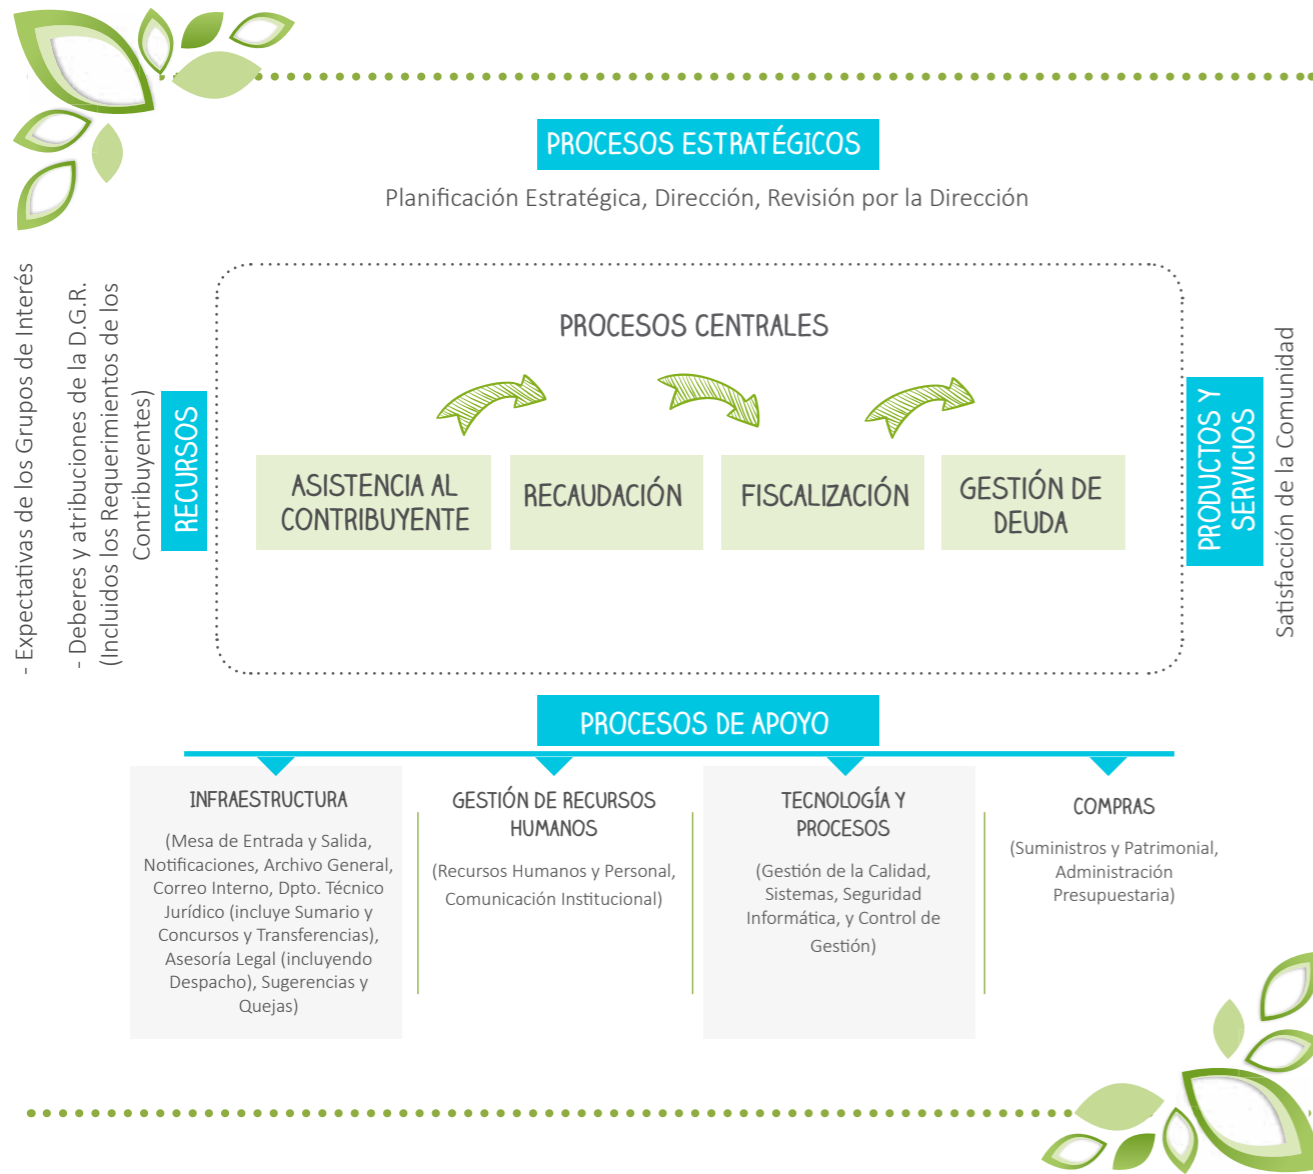 PROCESOS ESTRATÉGICOS
Planificación Estratégica, Dirección, Revisión por la Dirección
- Expectativas de los Grupos de Interés
- Deberes y atribuciones de la D.G.R.
(Incluidos los Requerimientos de los
Contribuyentes)
RECURSOS
PROCESOS CENTRALES
ASISTENCIA AL
CONTRIBUYENTE
RECAUDACIÓN
FISCALIZACIÓN
GESTIÓN DE
DEUDA
PRODUCTOS Y
SERVICIOS
Satisfacción de la Comunidad
PROCESOS DE APOYO
INFRAESTRUCTURA
(Mesa de Entrada y Salida,
Notificaciones, Archivo General,
Correo Interno, Dpto. Técnico
Jurídico (incluye Sumario y
Concursos y Transferencias),
Asesoría Legal (incluyendo
Despacho), Sugerencias y
Quejas)
GESTIÓN DE RECURSOS
HUMANOS
(Recursos Humanos y Personal,
Comunicación Institucional)
TECNOLOGÍA Y
PROCESOS
(Gestión de la Calidad,
Sistemas, Seguridad
Informática, y Control de
Gestión)
COMPRAS
(Suministros y Patrimonial,
Administración
Presupuestaria)